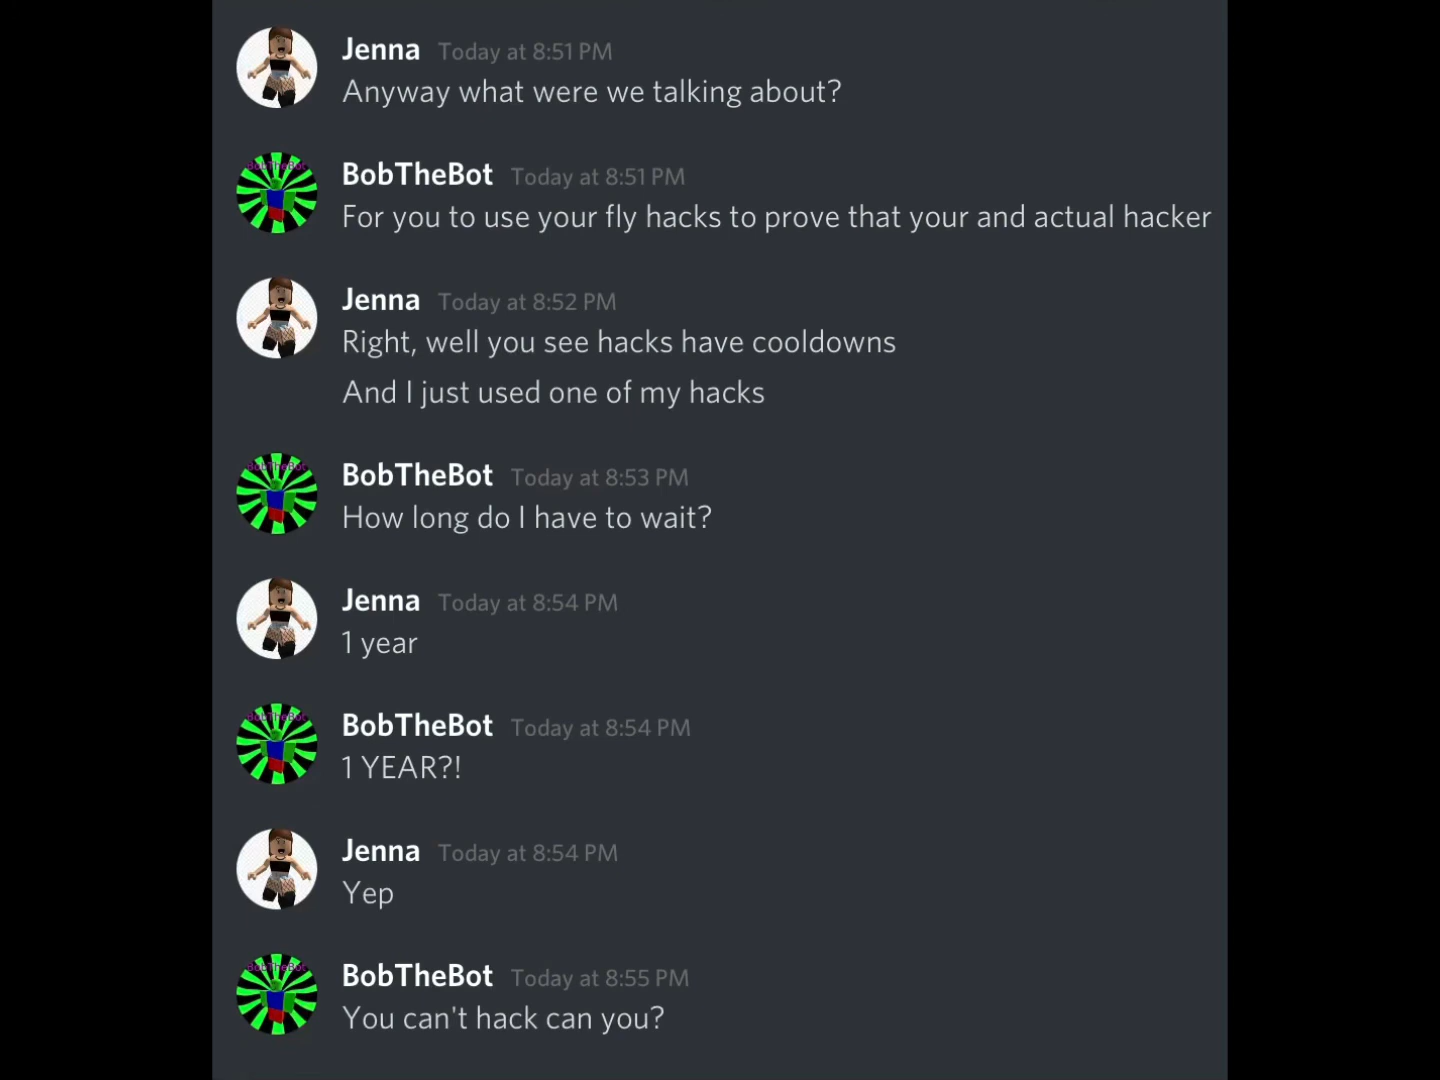 Jenna Today at 8:51 PM
Anyway what were we talking about?
BobTheBot
BobTheBot Today at 8:51 PM
For you to use your fly hacks to prove that your and actual hacker
Jenna Today at 8:52 PM
Right, well you see hacks have cooldowns
And I just used one of my hacks
BobTheBot
BobTheBot Today at 8:53 PM
How long do I have to wait?
Jenna Today at 8:54 PM
1 year
BobTheBot
BobTheBot Today at 8:54 PM
1 YEAR?!
Jenna Today at 8:54 PM
Yep
BobTheBot
BobTheBot Today at 8:55 PM
You can't hack can you?